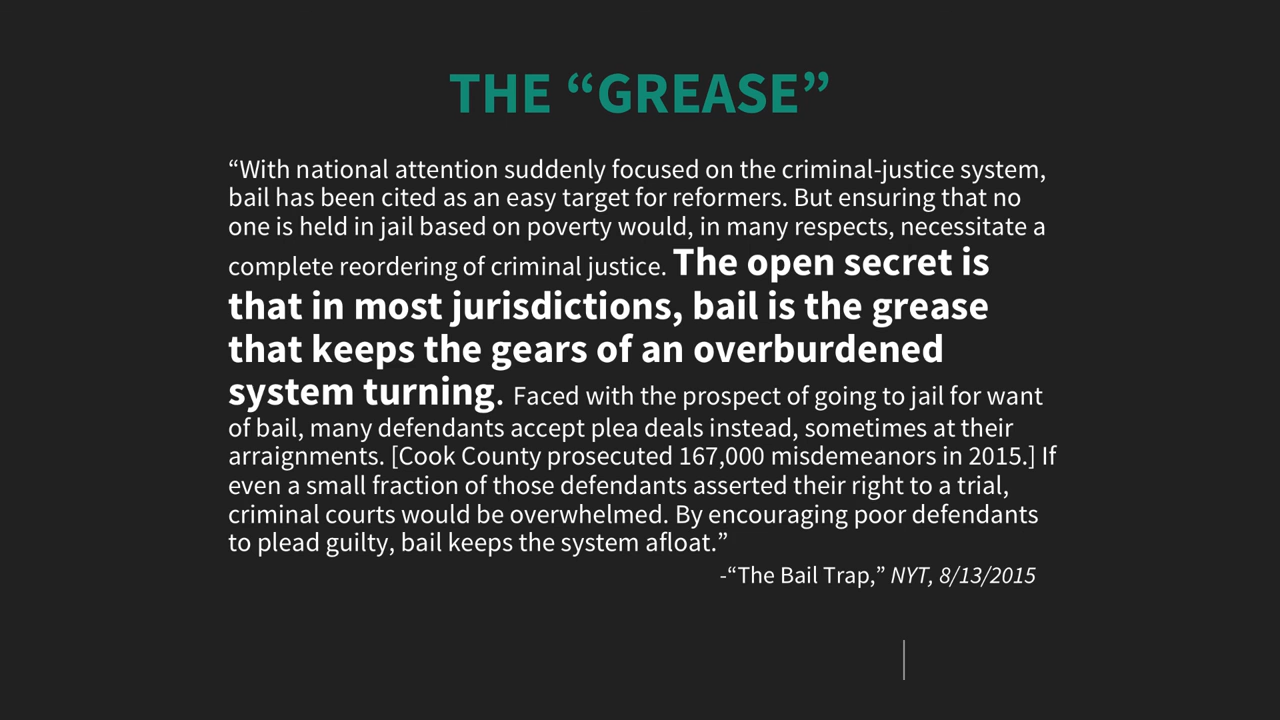 THE “GREASE”
“With national attention suddenly focused on the criminal-justice system,
bail has been cited as an easy target for reformers. But ensuring that no
one is held in jail based on poverty would, in many respects, necessitate a
complete reordering of criminal justice. The open secret is
that in most jurisdictions, bail is the grease
that keeps the gears of an overburdened
system turning. Faced with the prospect of going to jail for want
of bail, many defendants accept plea deals instead, sometimes at their
arraignments. [Cook County prosecuted 167,000 misdemeanors in 2015.] If
even a small fraction of those defendants asserted their right to a trial,
criminal courts would be overwhelmed. By encouraging poor defendants
to plead guilty, bail keeps the system afloat.”
-“The Bail Trap,” NYT, 8/13/2015